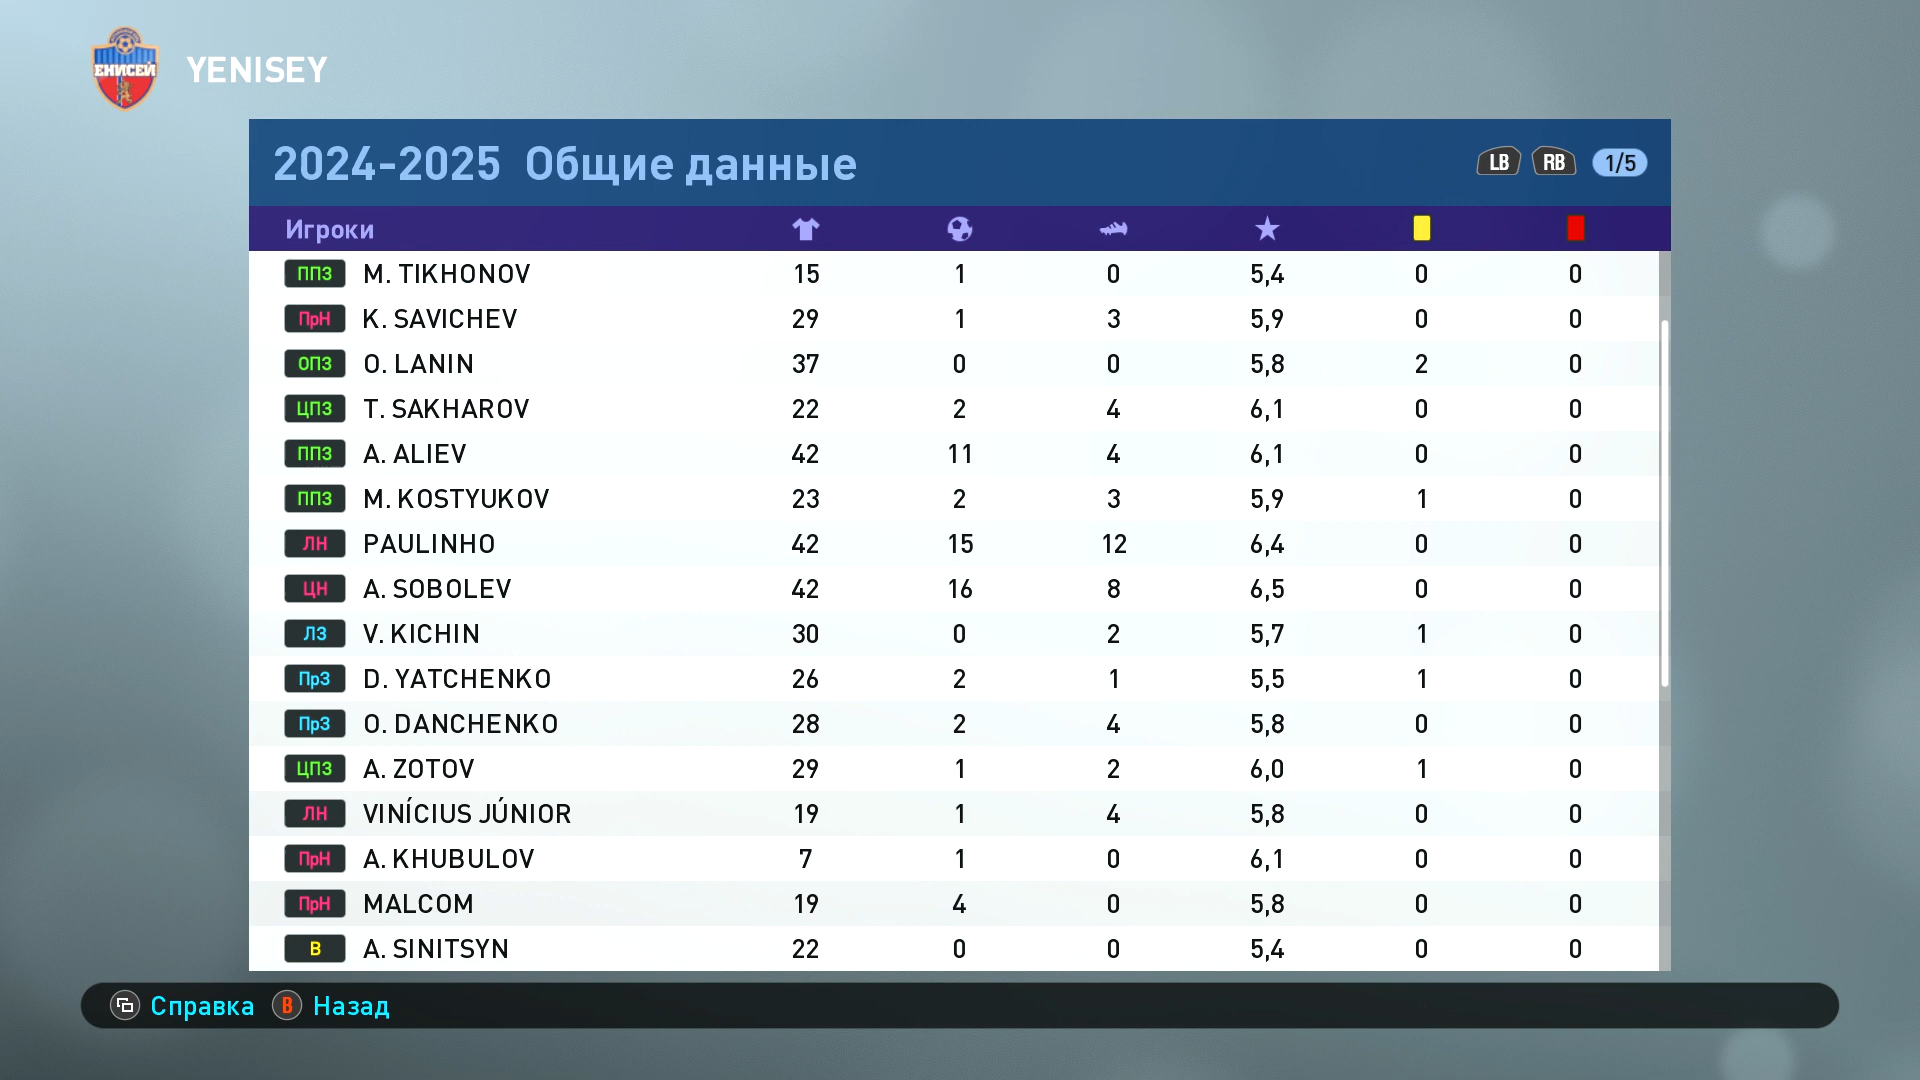 ЕНИСЕЙ
YENISEY
2024-2025 Общие данные LB RB 1/5
Игроки
ППЗ M. TIKHONOV 15 1 0 5,4 0 0
ПрН K. SAVICHEV 29 1 3 5,9 0 0
ОПЗ O. LANIN 37 0 0 5,8 2 0
ЦПЗ T. SAKHAROV 22 2 4 6,1 0 0
ППЗ A. ALIEV 42 11 4 6,1 0 0
ППЗ M. KOSTYUKOV 23 2 3 5,9 1 0
ЛН PAULINHO 42 15 12 6,4 0 0
ЦН A. SOBOLEV 42 16 8 6,5 0 0
ЛЗ V. KICHIN 30 0 2 5,7 1 0
ПрЗ D. YATCHENKO 26 2 1 5,5 1 0
ПрЗ O. DANCHENKO 28 2 4 5,8 0 0
ЦПЗ A. ZOTOV 29 1 2 6,0 1 0
ЛН VINÍCIUS JÚNIOR 19 1 4 5,8 0 0
ПрН A. KHUBULOV 7 1 0 6,1 0 0
ПрН MALCOM 19 4 0 5,8 0 0
В A. SINITSYN 22 0 0 5,4 0 0
Справка B Назад